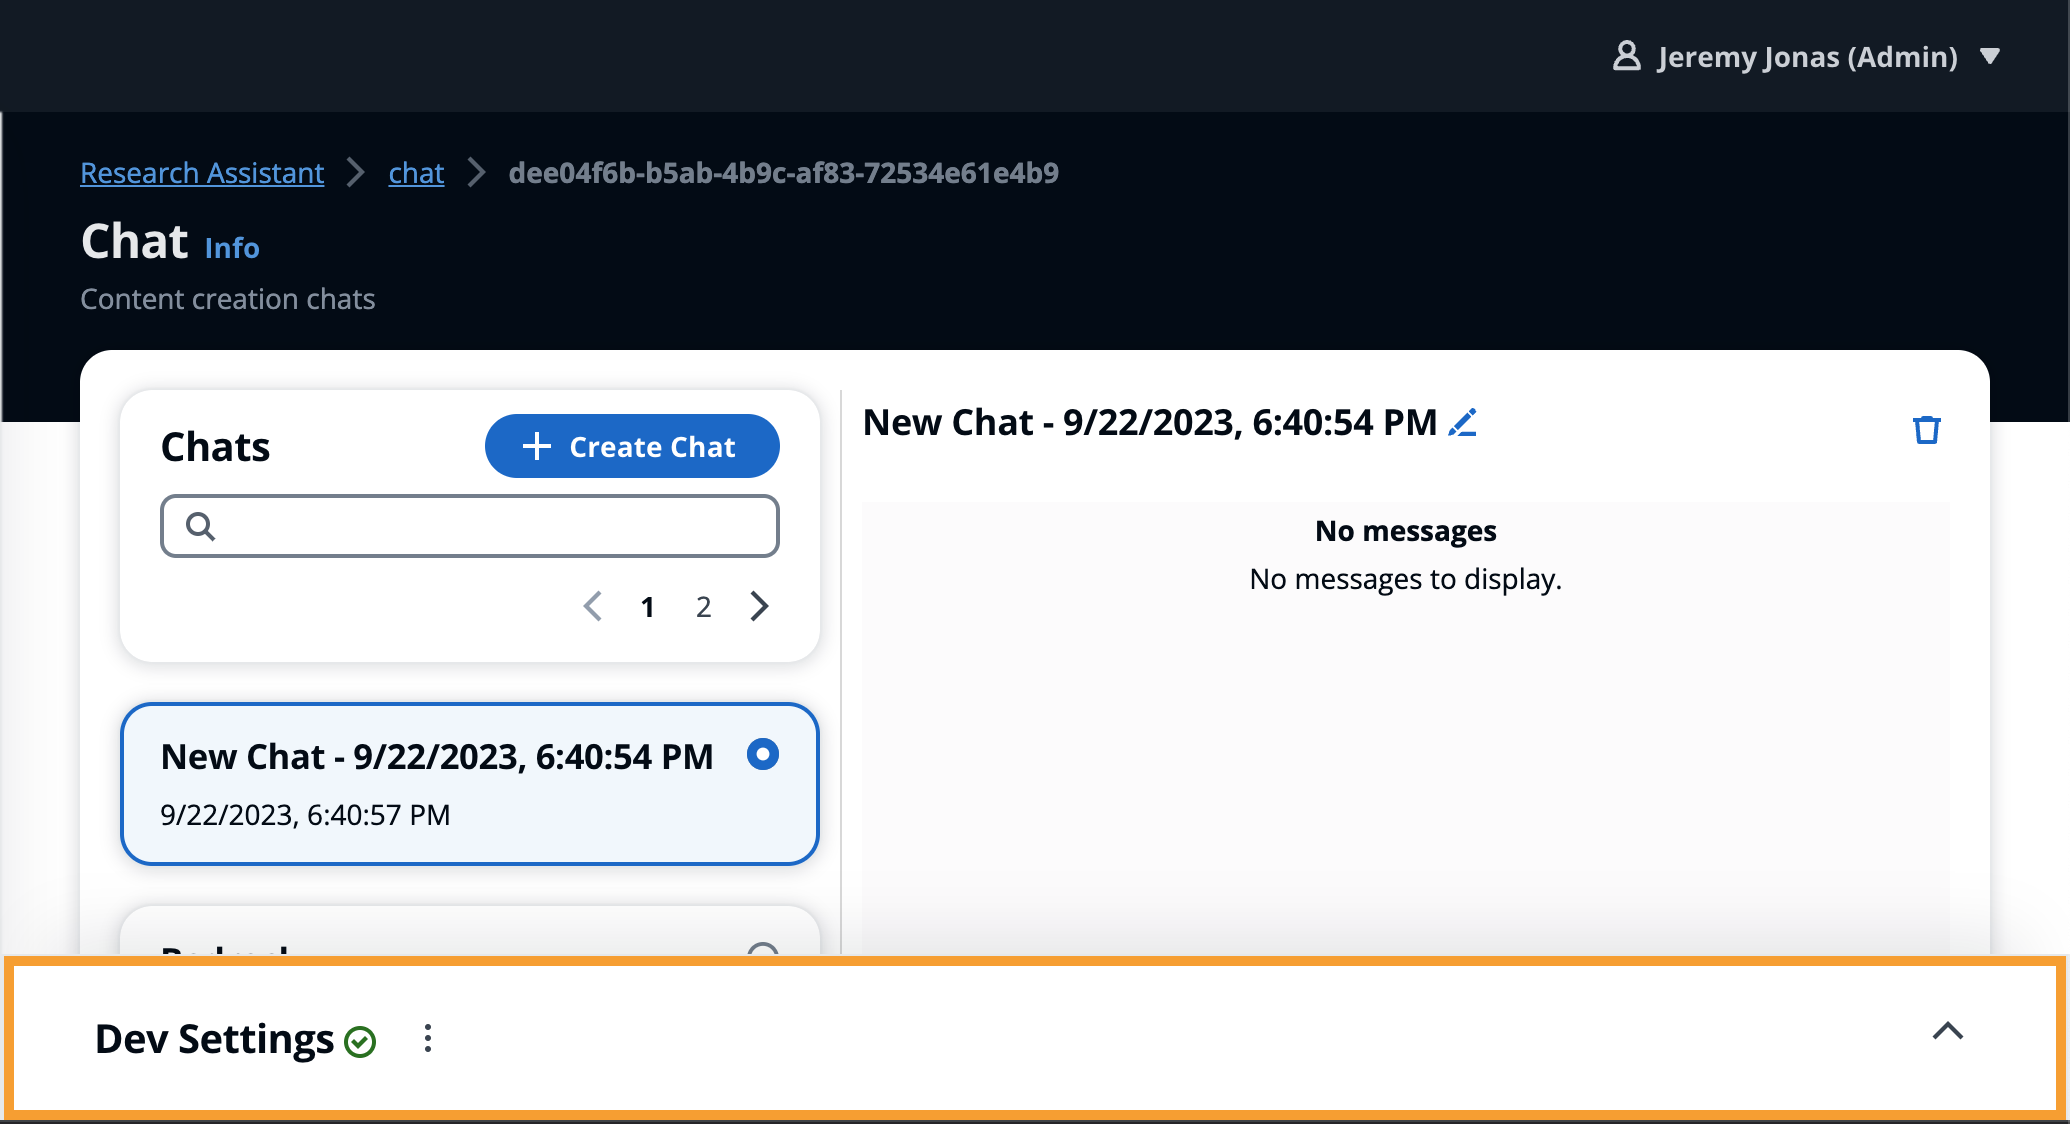 Jeremy Jonas (Admin)
Research Assistant chat dee04f6b-b5ab-4b9c-af83-72534e61e4b9
Chat Info
Content creation chats
Chats
Create Chat
1 2
New Chat - 9/22/2023, 6:40:54 PM
9/22/2023, 6:40:57 PM
New Chat - 9/22/2023, 6:40:54 PM
No messages
No messages to display.
Dev Settings